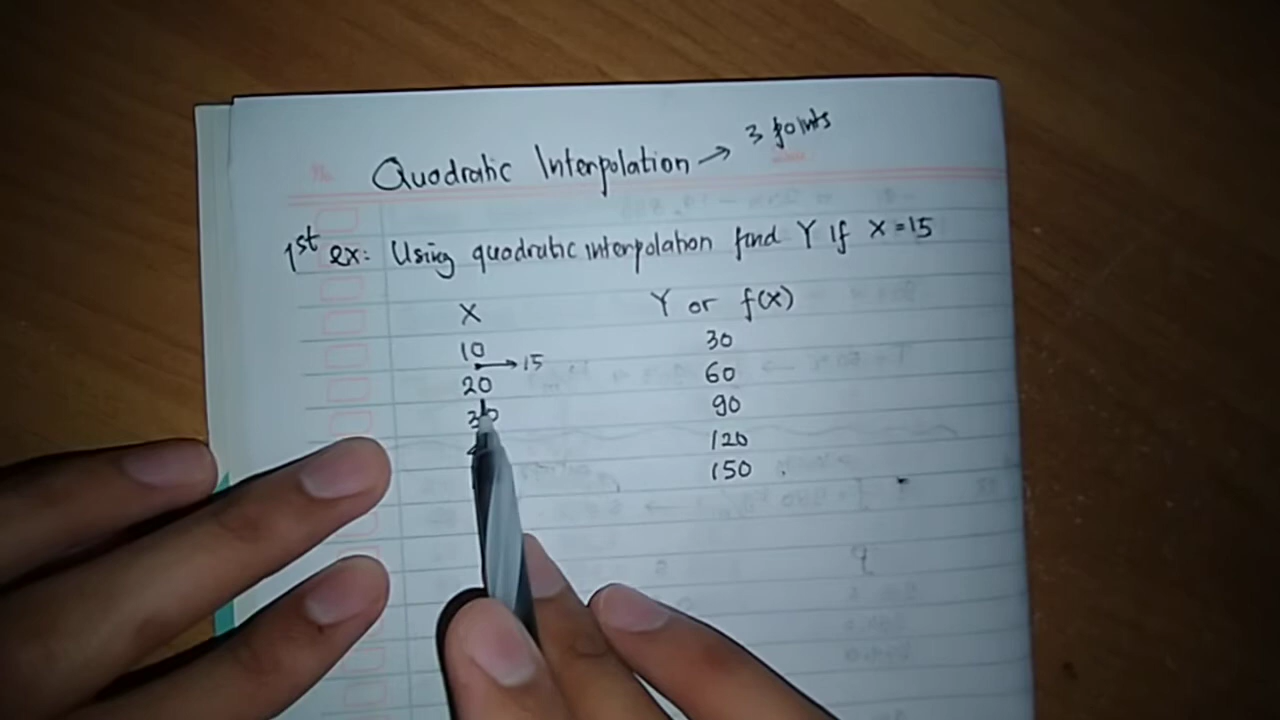 Quadratic Interpolation → 3 points
1st ex: Using quadratic interpolation find Y if X = 15
X Y or f(x)
10 30
→ 15
20 60
30 90
120
150